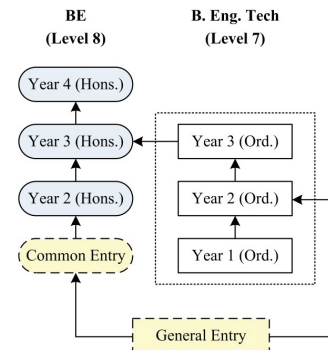 BE
(Level 8)
B. Eng. Tech
(Level 7)
Year 4 (Hons.)
Year 3 (Hons.)
Year 3 (Ord.)
Year 2 (Hons.)
Year 2 (Ord.)
Common Entry
Year 1 (Ord.)
General Entry